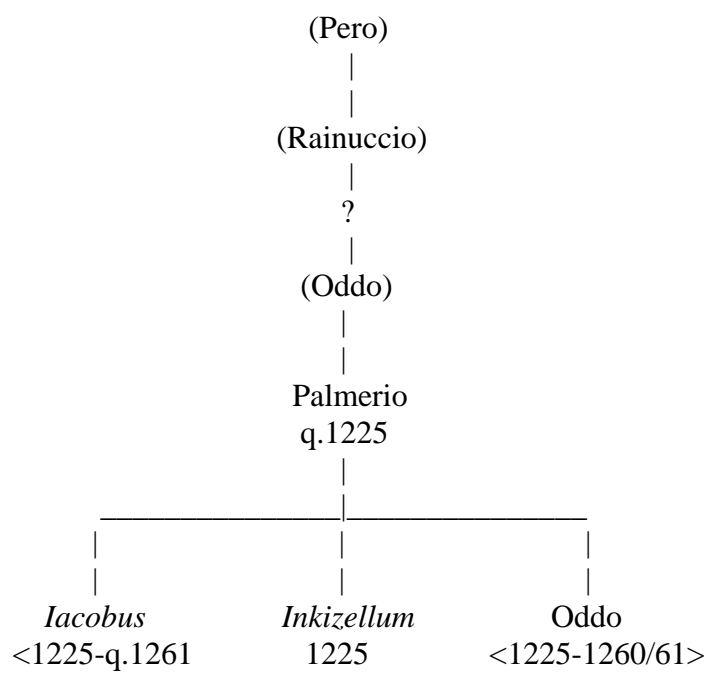 (Pero)
(Rainuccio)
?
(Oddo)
Palmerio
q.1225
Iacobus Inkizellum Oddo
<1225-q.1261 1225 <1225-1260/61>